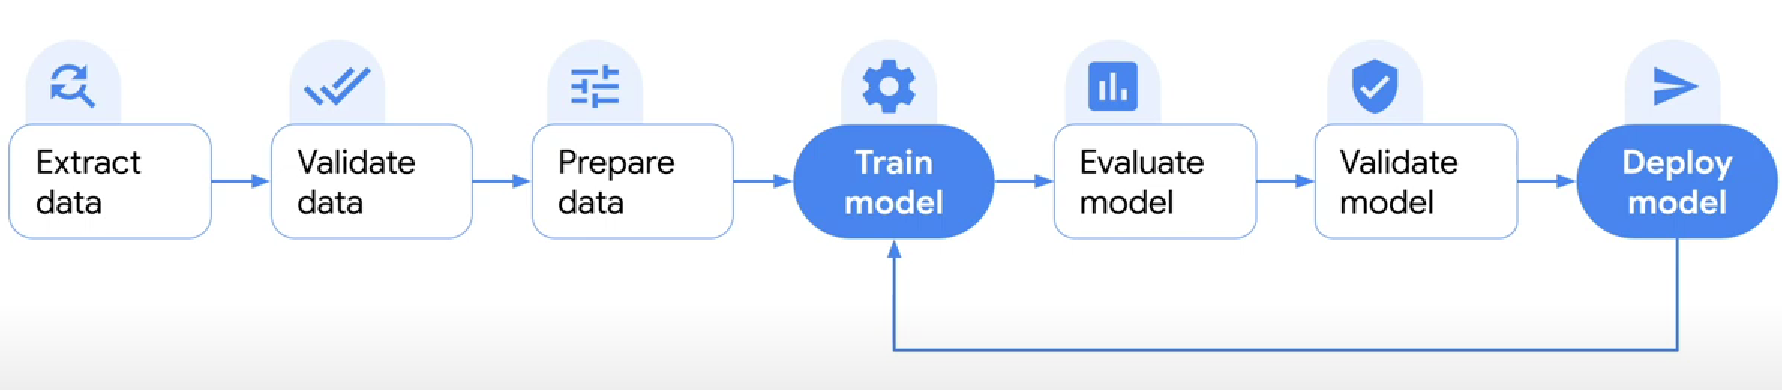 Extract
data
Validate
data
Prepare
data
Train
model
Evaluate
model
Validate
model
Deploy
model